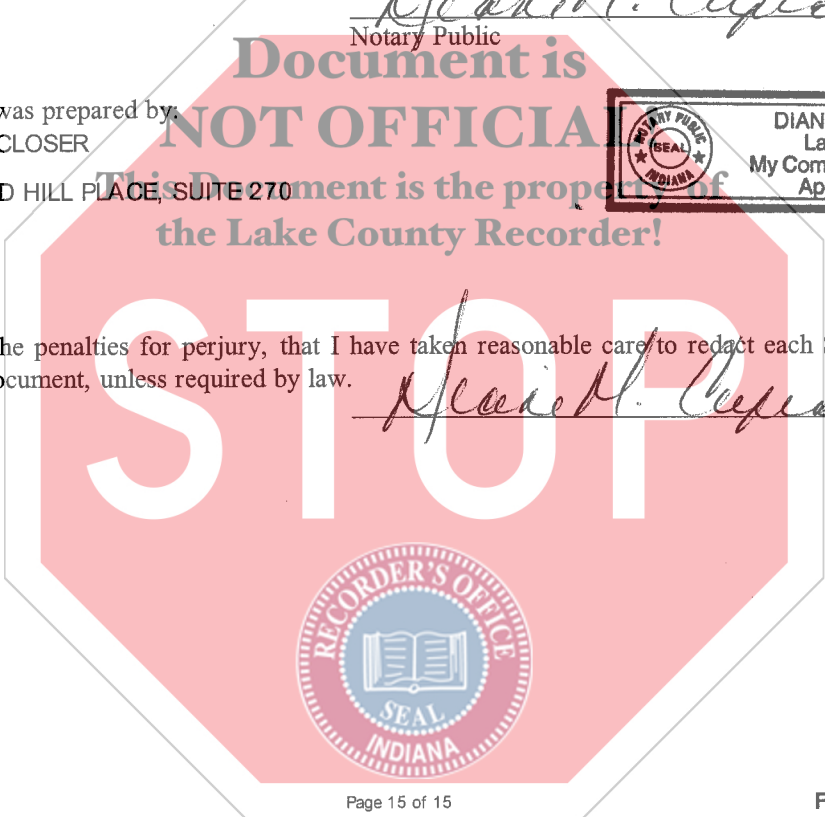 Notary Public
Document is
was prepared by:
NOT OFFICIAL
CLOSER
NOTARY PUBLIC
SEAL
INDIANA
DIAN
La
My Com
Ap
D HILL PLACE, SUITE 270
This Document is the property of
the Lake County Recorder!
STOP
he penalties for perjury, that I have taken reasonable care to redact each S
ocument, unless required by law.
RECORDER'S OFFICE
SEAL
INDIANA
Page 15 of 15